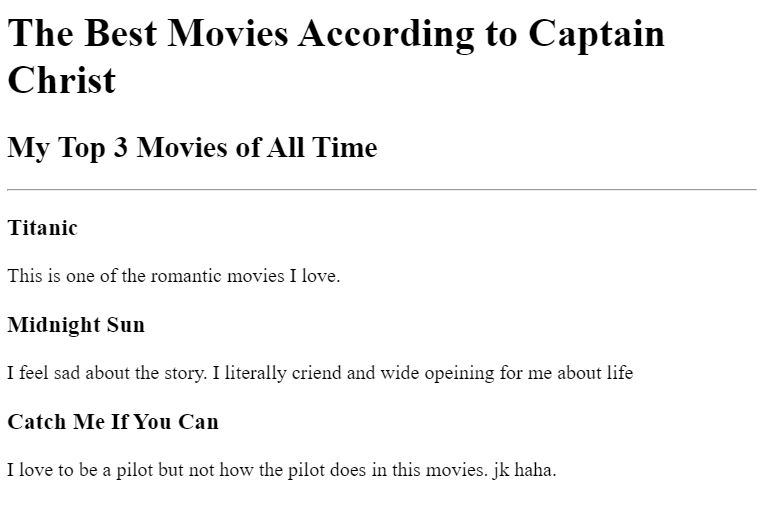 The Best Movies According to Captain
Christ
My Top 3 Movies of All Time
Titanic
This is one of the romantic movies I love.
Midnight Sun
I feel sad about the story. I literally criend and wide opeining for me about life
Catch Me If You Can
I love to be a pilot but not how the pilot does in this movies. jk haha.